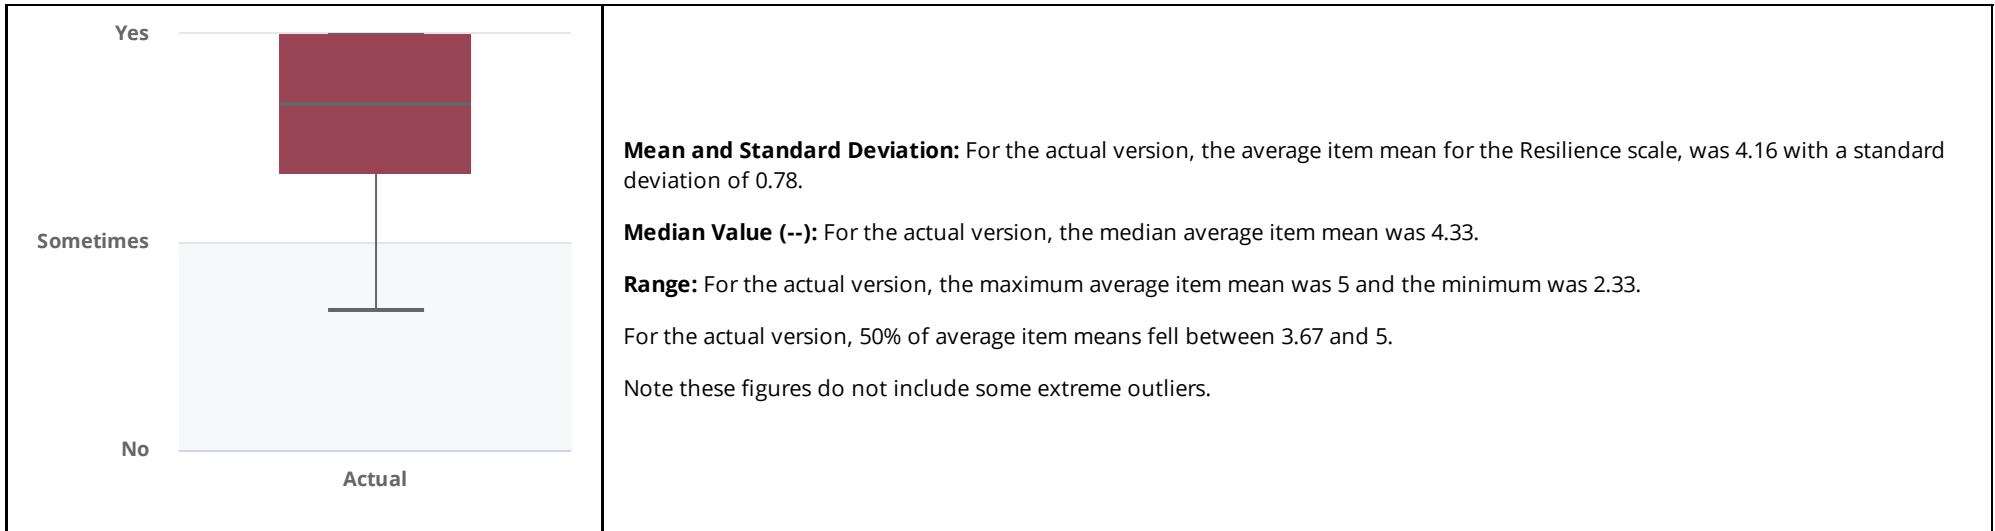 Yes
Sometimes
No
Actual
Mean and Standard Deviation: For the actual version, the average item mean for the Resilience scale, was 4.16 with a standard
deviation of 0.78.
Median Value (--): For the actual version, the median average item mean was 4.33.
Range: For the actual version, the maximum average item mean was 5 and the minimum was 2.33.
For the actual version, 50% of average item means fell between 3.67 and 5.
Note these figures do not include some extreme outliers.